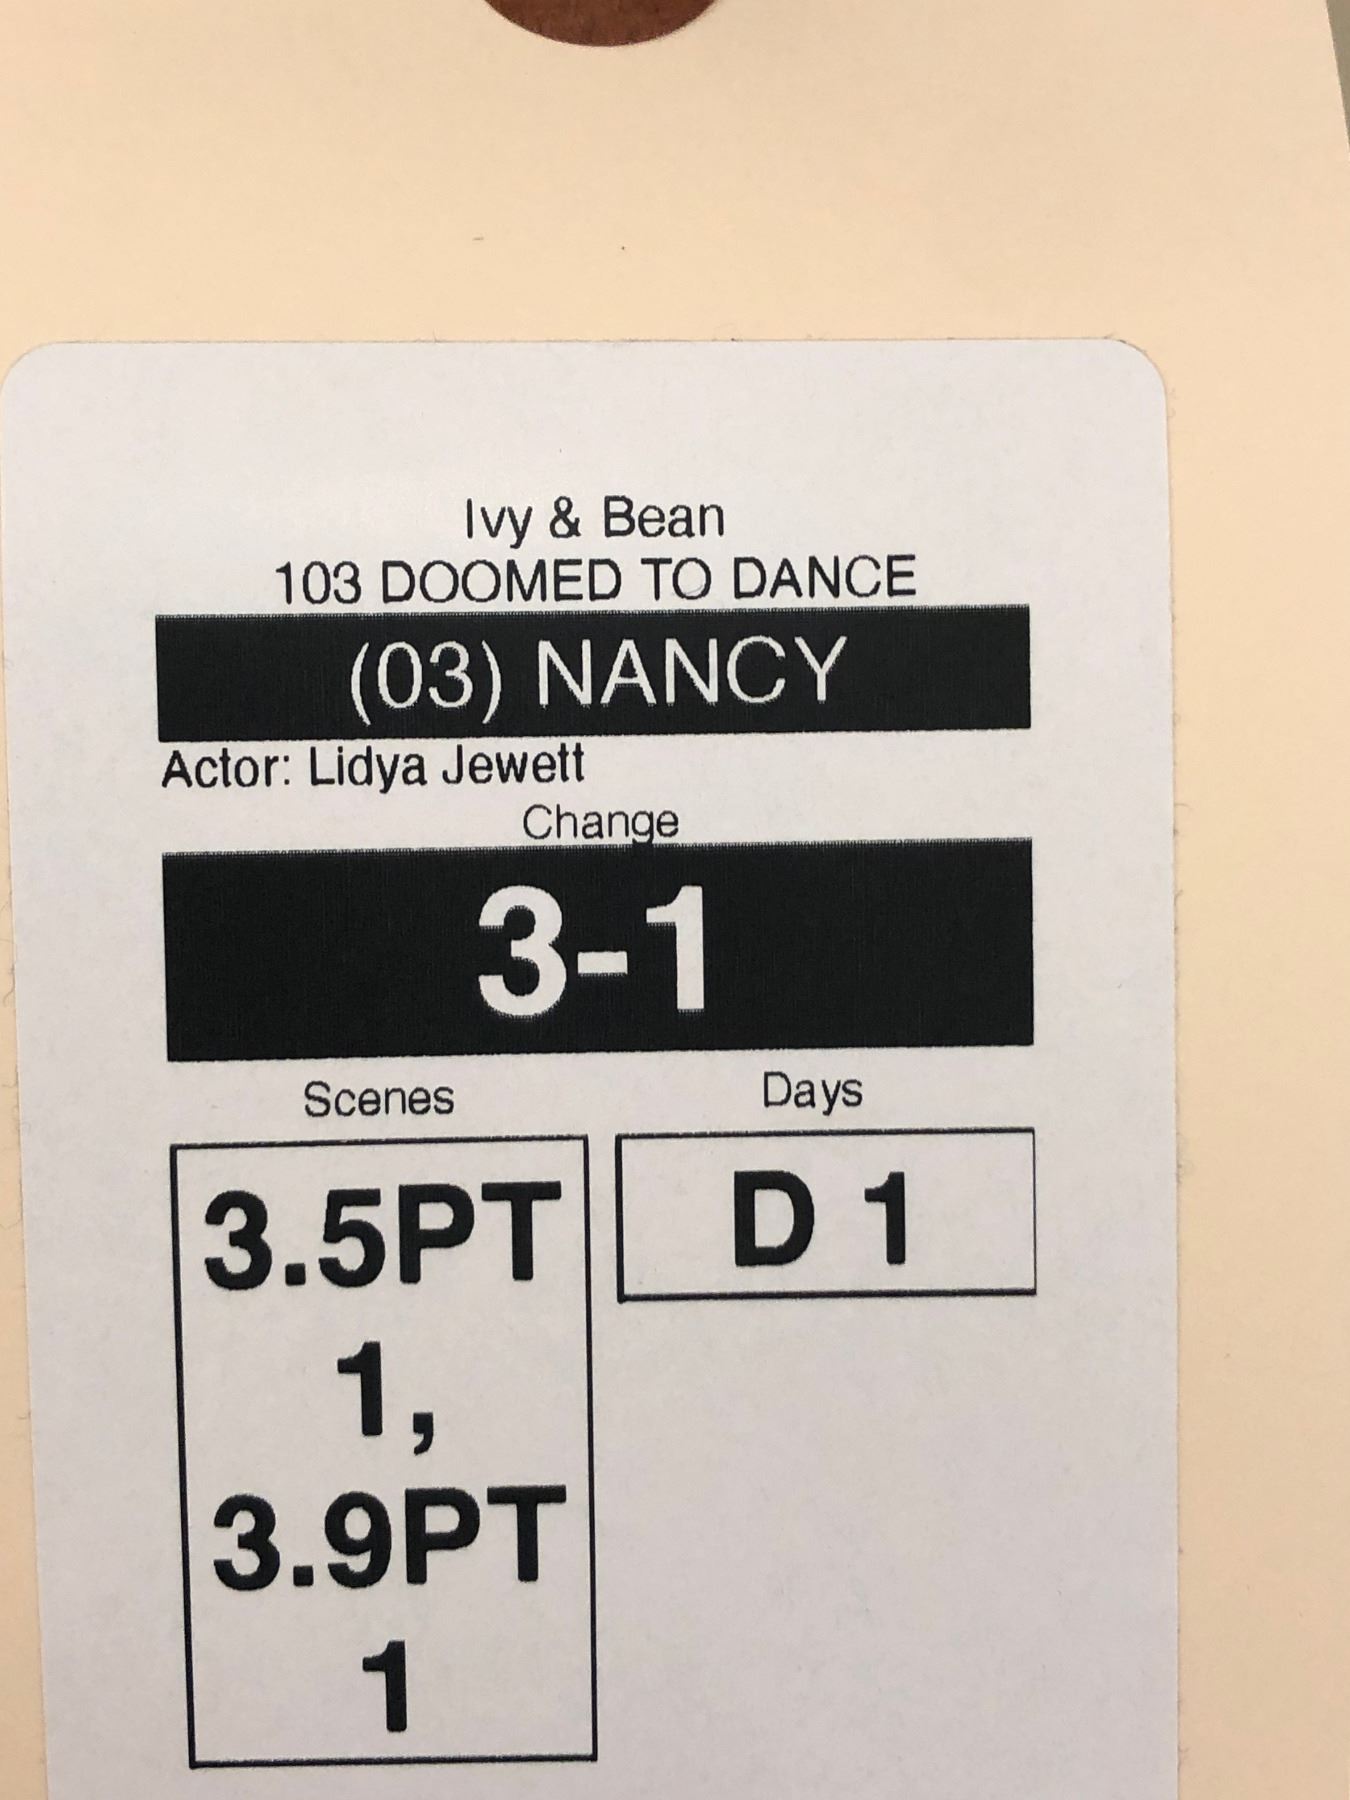 Ivy & Bean
103 DOOMED TO DANCE
(03) NANCY
Actor: Lidya Jewett
Change
3-1
Scenes
Days
3.5PT
1,
3.9PT
1
D 1